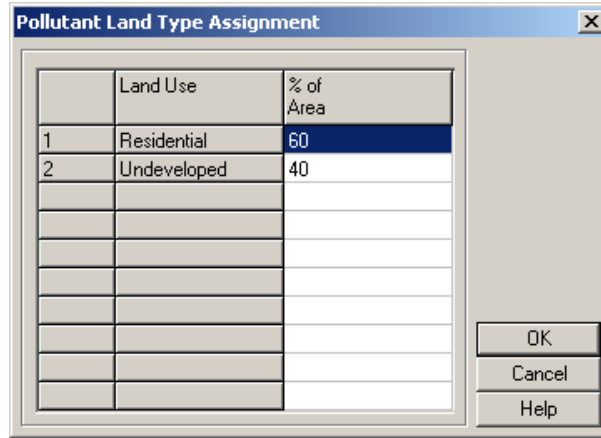 Pollutant Land Type Assignment
Land Use % of
Area
1 Residential 60
2 Undeveloped 40
OK
Cancel
Help